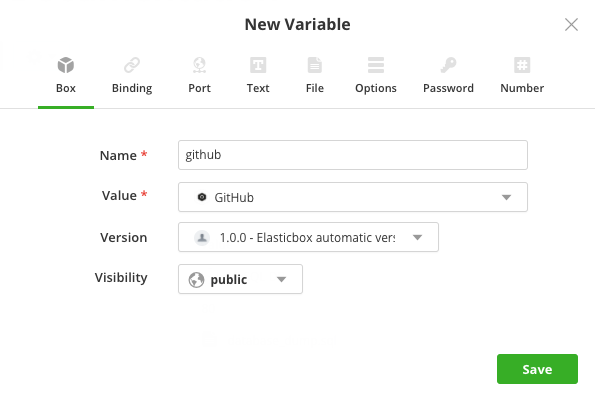 New Variable
Box Binding Port Text File Options Password Number
Name * github
Value * GitHub
Version 1.0.0 - Elasticbox automatic vers
Visibility public
Save